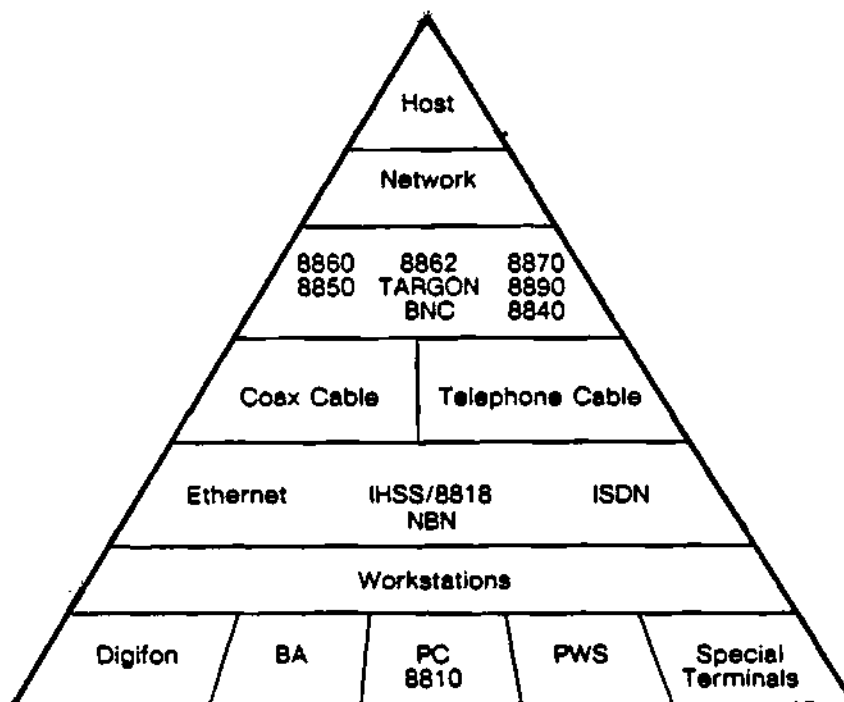 Host
Network
8860 8862 8870
8850 TARGON 8890
BNC 8840
Coax Cable Telephone Cable
Ethernet IHSS/8818 ISDN
NBN
Workstations
Digifon BA PC PWS Special
8810 Terminals